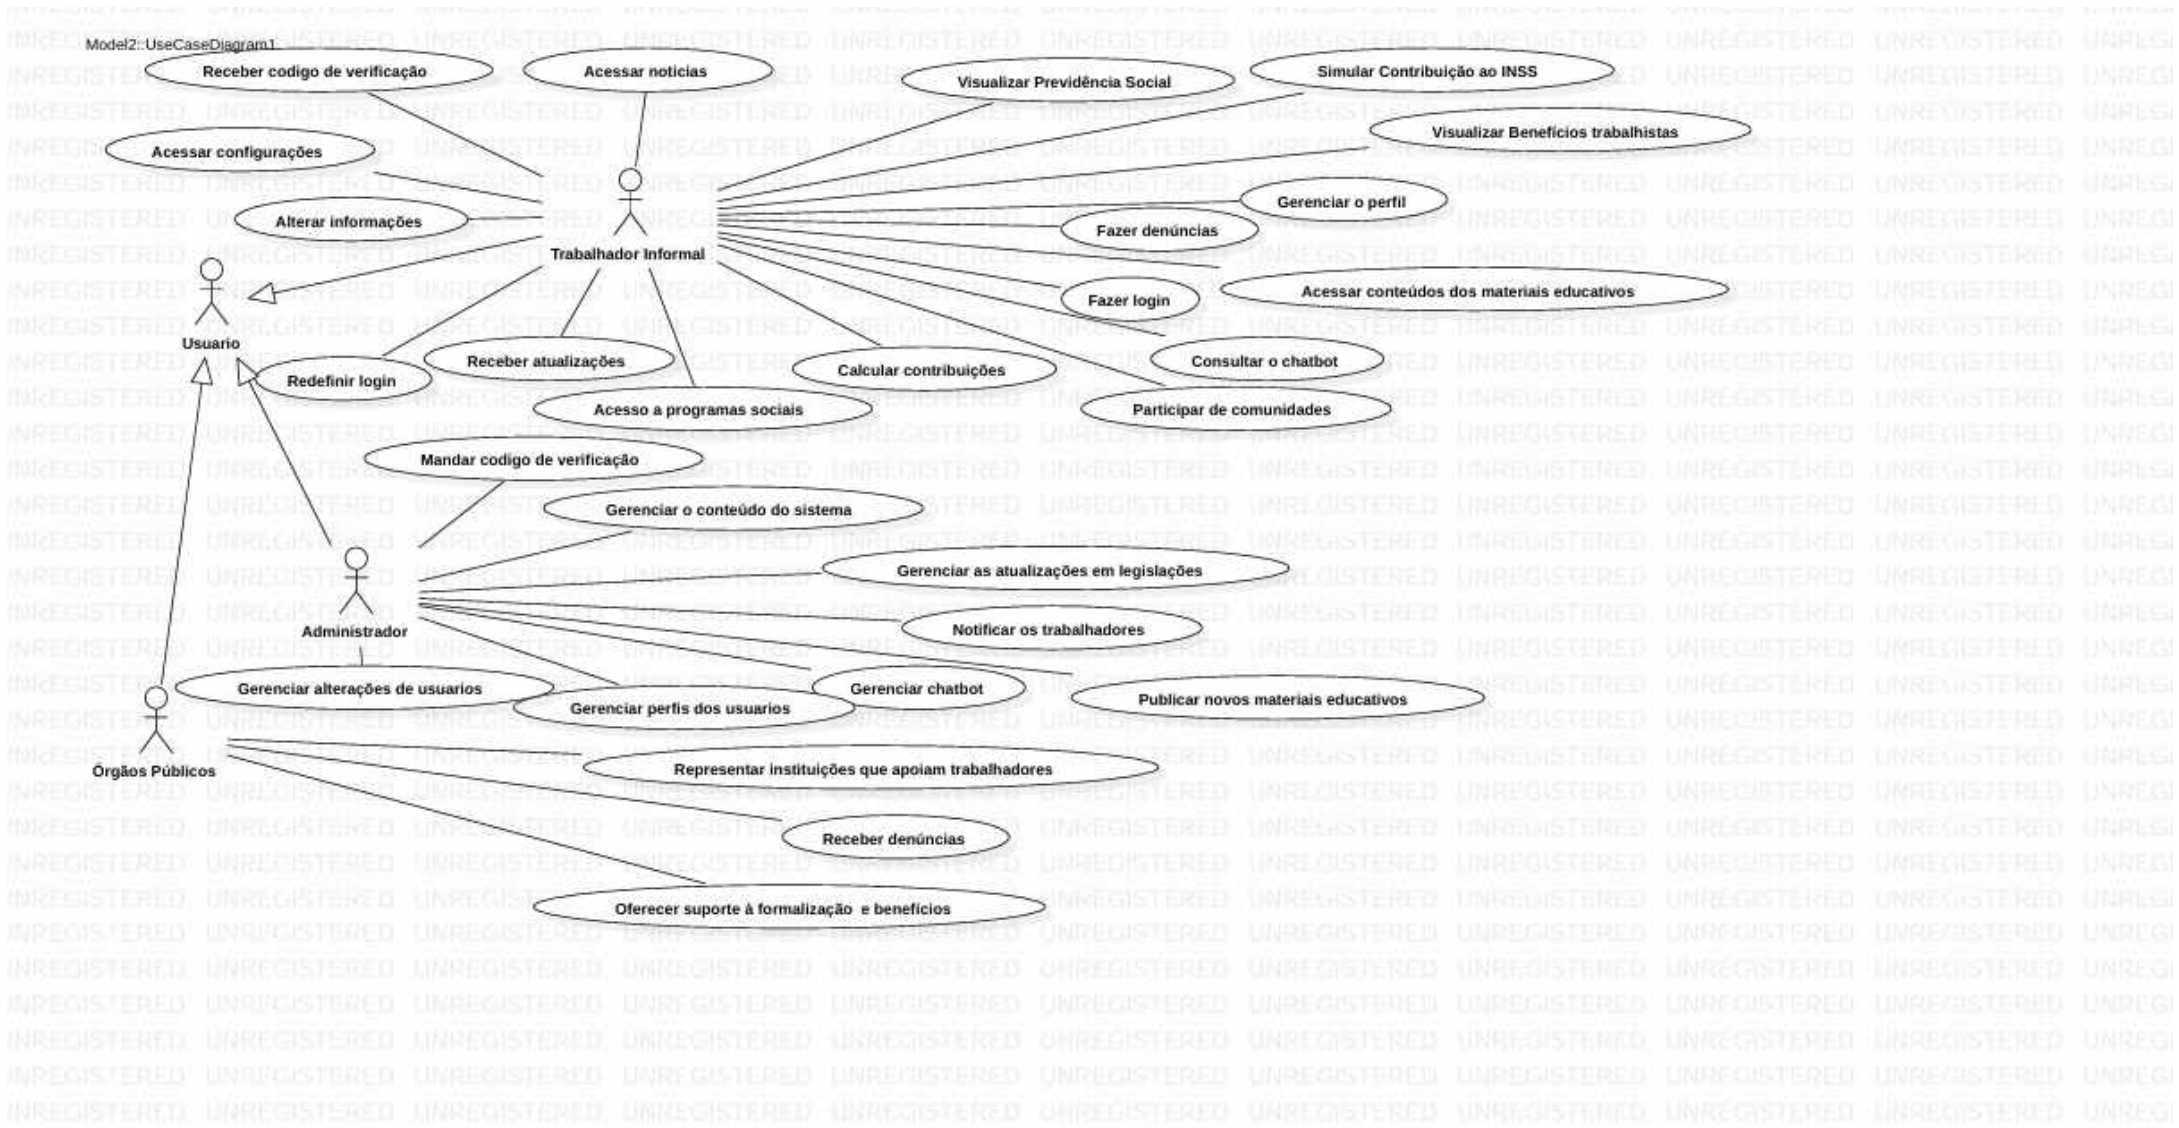 Model2::UseCaseDiagram1
Receber codigo de verificação
Acessar noticias
Visualizar Previdência Social
Simular Contribuição ao INSS
Visualizar Benefícios trabalhistas
Acessar configurações
Alterar informações
Gerenciar o perfil
Fazer denúncias
Trabalhador Informal
Fazer login
Acessar conteúdos dos materiais educativos
Usuario
Redefinir login
Receber atualizações
Calcular contribuições
Consultar o chatbot
Acesso a programas sociais
Participar de comunidades
Mandar codigo de verificação
Gerenciar o conteúdo do sistema
Gerenciar as atualizações em legislações
Administrador
Notificar os trabalhadores
Gerenciar alterações de usuarios
Gerenciar perfis dos usuarios
Gerenciar chatbot
Publicar novos materiais educativos
Órgãos Públicos
Representar instituições que apoiam trabalhadores
Receber denúncias
Oferecer suporte à formalização e benefícios
UNREGISTERED